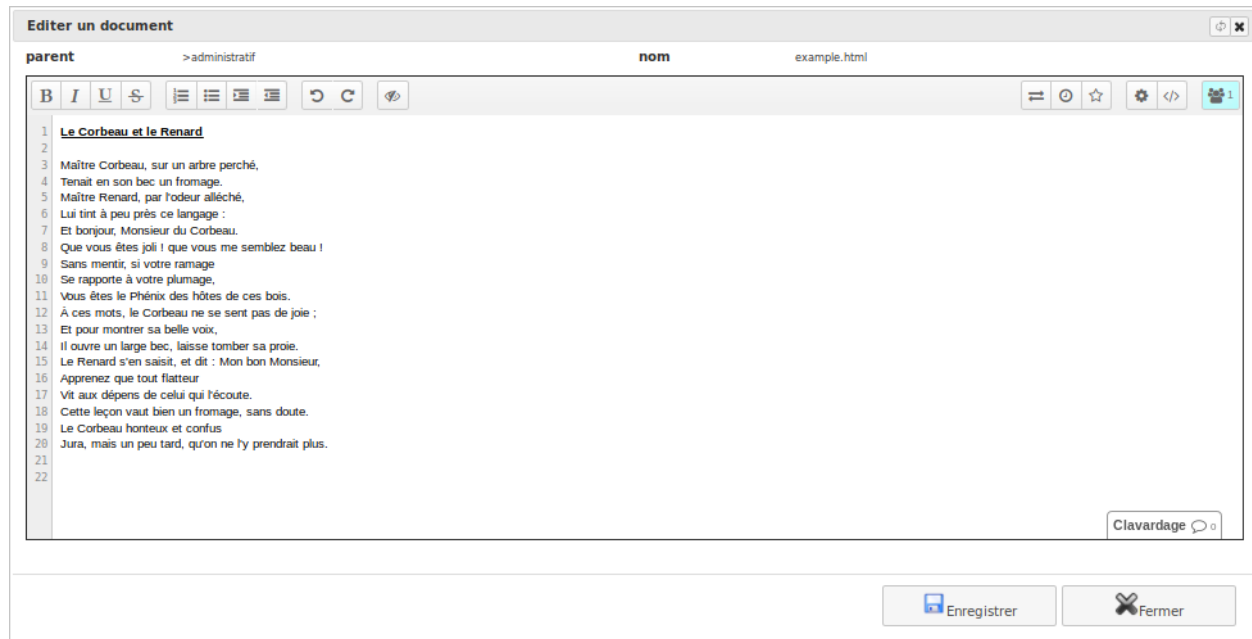 Editer un document
parent >administratif nom example.html
B I U S 1
1 Le Corbeau et le Renard
2
3 Maître Corbeau, sur un arbre perché,
4 Tenait en son bec un fromage.
5 Maître Renard, par l'odeur alléché,
6 Lui tint à peu près ce langage :
7 Et bonjour, Monsieur du Corbeau.
8 Que vous êtes joli ! que vous me semblez beau !
9 Sans mentir, si votre ramage
10 Se rapporte à votre plumage,
11 Vous êtes le Phénix des hôtes de ces bois.
12 À ces mots, le Corbeau ne se sent pas de joie ;
13 Et pour montrer sa belle voix,
14 Il ouvre un large bec, laisse tomber sa proie.
15 Le Renard s'en saisit, et dit : Mon bon Monsieur,
16 Apprenez que tout flatteur
17 Vit aux dépens de celui qui l'écoute.
18 Cette leçon vaut bien un fromage, sans doute.
19 Le Corbeau honteux et confus
20 Jura, mais un peu tard, qu'on ne l'y prendrait plus.
21
22
Clavardage 0
Enregistrer Fermer